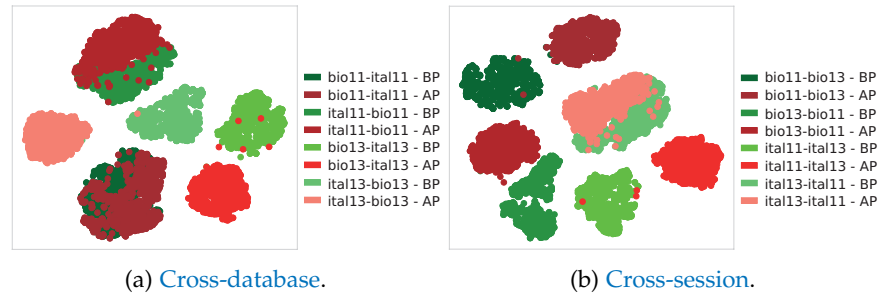 bio11-ital11 - BP
bio11-ital11 - AP
ital11-bio11 - BP
ital11-bio11 - AP
bio13-ital13 - BP
bio13-ital13 - AP
ital13-bio13 - BP
ital13-bio13 - AP
(a) Cross-database.
bio11-bio13 - BP
bio11-bio13 - AP
bio13-bio11 - BP
bio13-bio11 - AP
ital11-ital13 - BP
ital11-ital13 - AP
ital13-ital11 - BP
ital13-ital11 - AP
(b) Cross-session.